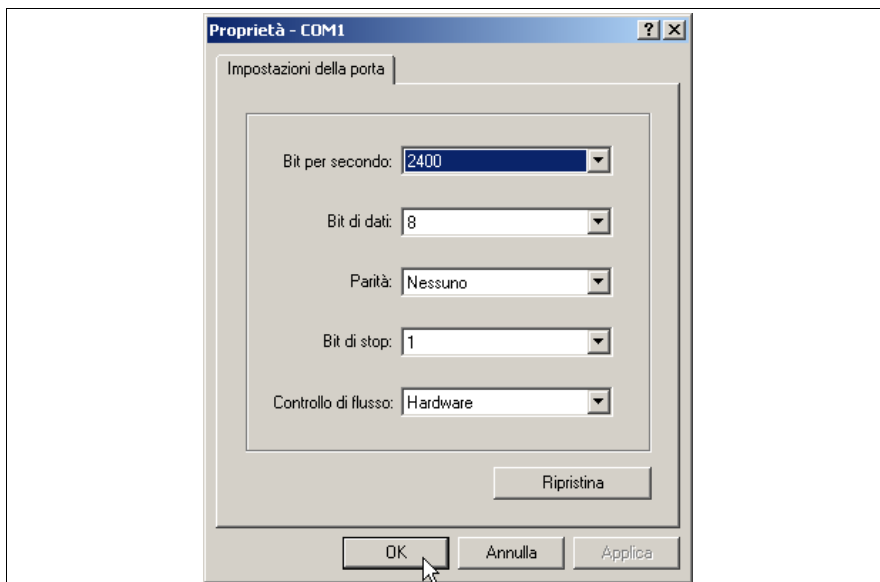 Proprietà - COM1
Impostazioni della porta
Bit per secondo: 2400
Bit di dati: 8
Parità: Nessuno
Bit di stop: 1
Controllo di flusso: Hardware
Ripristina
OK Annulla Applica